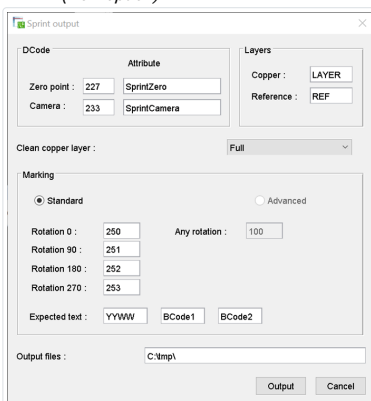 Sprint output
DCode
Attribute
Zero point : 227 SprintZero
Camera : 233 SprintCamera
Layers
Copper : LAYER
Reference : REF
Clean copper layer : Full
Marking
Standard Advanced
Rotation 0 : 250 Any rotation : 100
Rotation 90 : 251
Rotation 180 : 252
Rotation 270 : 253
Expected text : YYWW BCode1 BCode2
Output files : C:\tmp\
Output Cancel